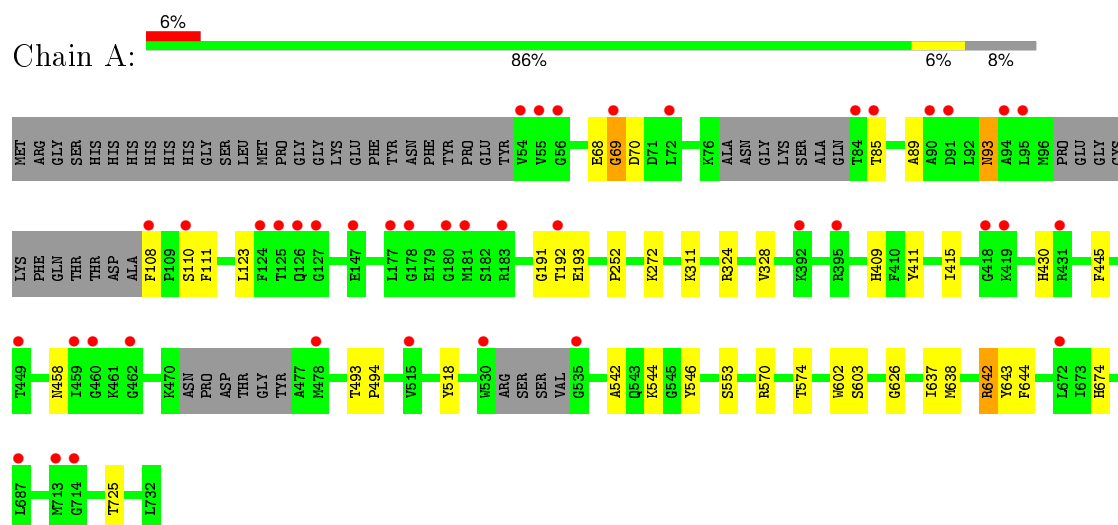 6%
Chain A:
86% 6% 8%
MET ARG GLY SER HIS HIS HIS HIS HIS HIS GLY SER LEU MET PRO GLY GLY LYS GLU PHE TYR ASN PHE TYR PRO GLU TYR V54 V55 G56 E68 G69 D70 D71 L72 K76 ALA ASN GLY LYS SER ALA GLN T84 T85 A89 A90 D91 L92 N93 A94 L95 M96 PRO GLU GLY CYS
LYS PHE GLN THR THR ASP ALA F108 P109 S110 F111 L123 F124 T125 Q126 G127 E147 L177 G178 E179 G180 M181 S182 R183 G191 T192 E193 P252 K272 K311 R324 V328 K392 R395 H409 F410 Y411 I415 G418 K419 H430 R431 F445
T449 N458 I459 G460 K461 G462 K470 ASN PRO ASP THR GLY TYR A477 M478 T493 P494 V515 Y518 W530 ARG SER SER VAL G535 A542 Q543 K544 G545 Y546 S553 R570 T574 W602 S603 G626 I637 M638 R642 Y643 F644 L672 I673 H674
L687 M713 G714 T725 L732